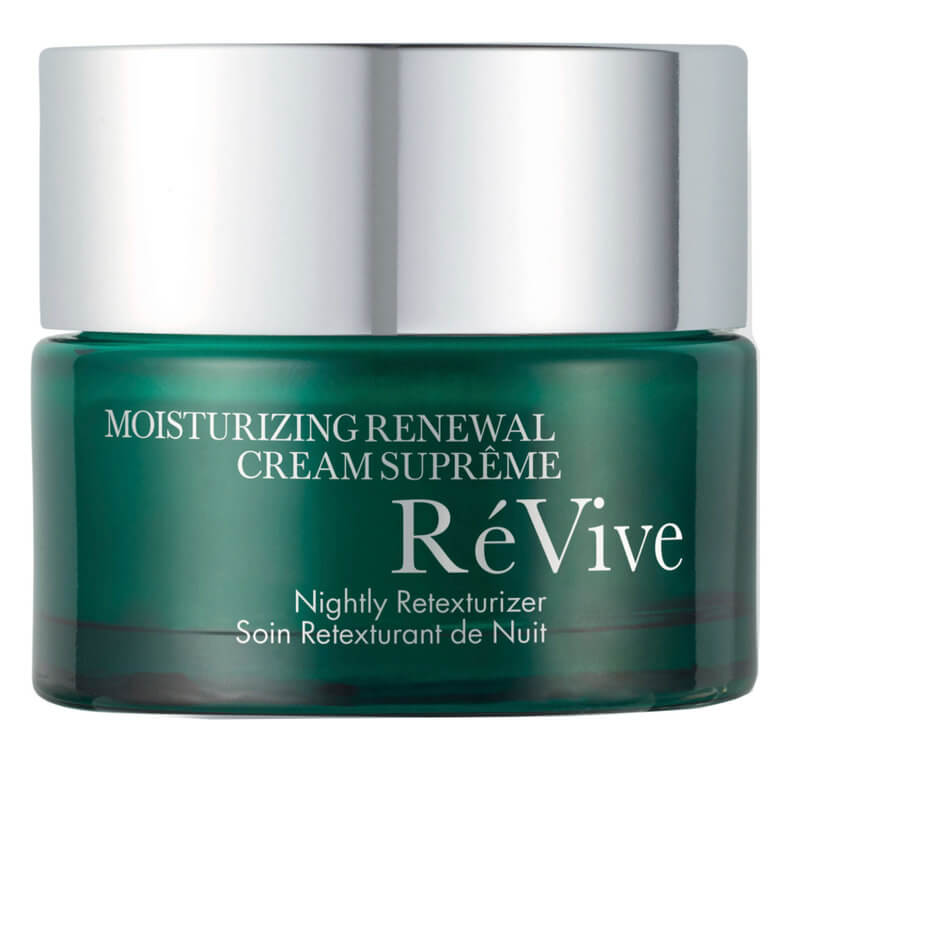 MOISTURIZING RENEWAL
CREAM SUPRÊME
RéVive
Nightly Retexturizer
Soin Retexturant de Nuit